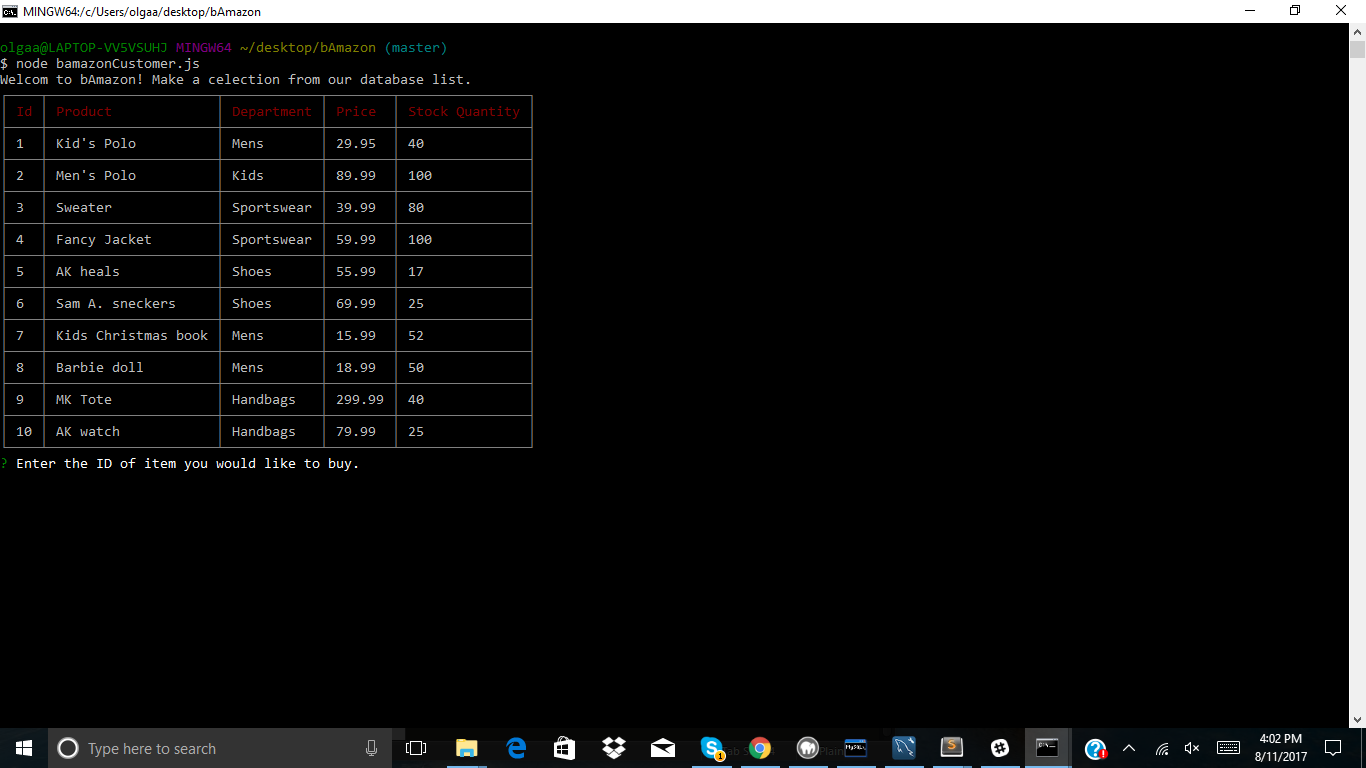 MINGW64:/c/Users/olgaa/desktop/bAmazon
olgaa@LAPTOP-VV5VSUHJ MINGW64 ~/desktop/bAmazon (master)
$ node bamazonCustomer.js
Welcom to bAmazon! Make a celection from our database list.
Id Product Department Price Stock Quantity
1 Kid's Polo Mens 29.95 40
2 Men's Polo Kids 89.99 100
3 Sweater Sportswear 39.99 80
4 Fancy Jacket Sportswear 59.99 100
5 AK heals Shoes 55.99 17
6 Sam A. sneckers Shoes 69.99 25
7 Kids Christmas book Mens 15.99 52
8 Barbie doll Mens 18.99 50
9 MK Tote Handbags 299.99 40
10 AK watch Handbags 79.99 25
? Enter the ID of item you would like to buy.
Type here to search
4:02 PM
8/11/2017